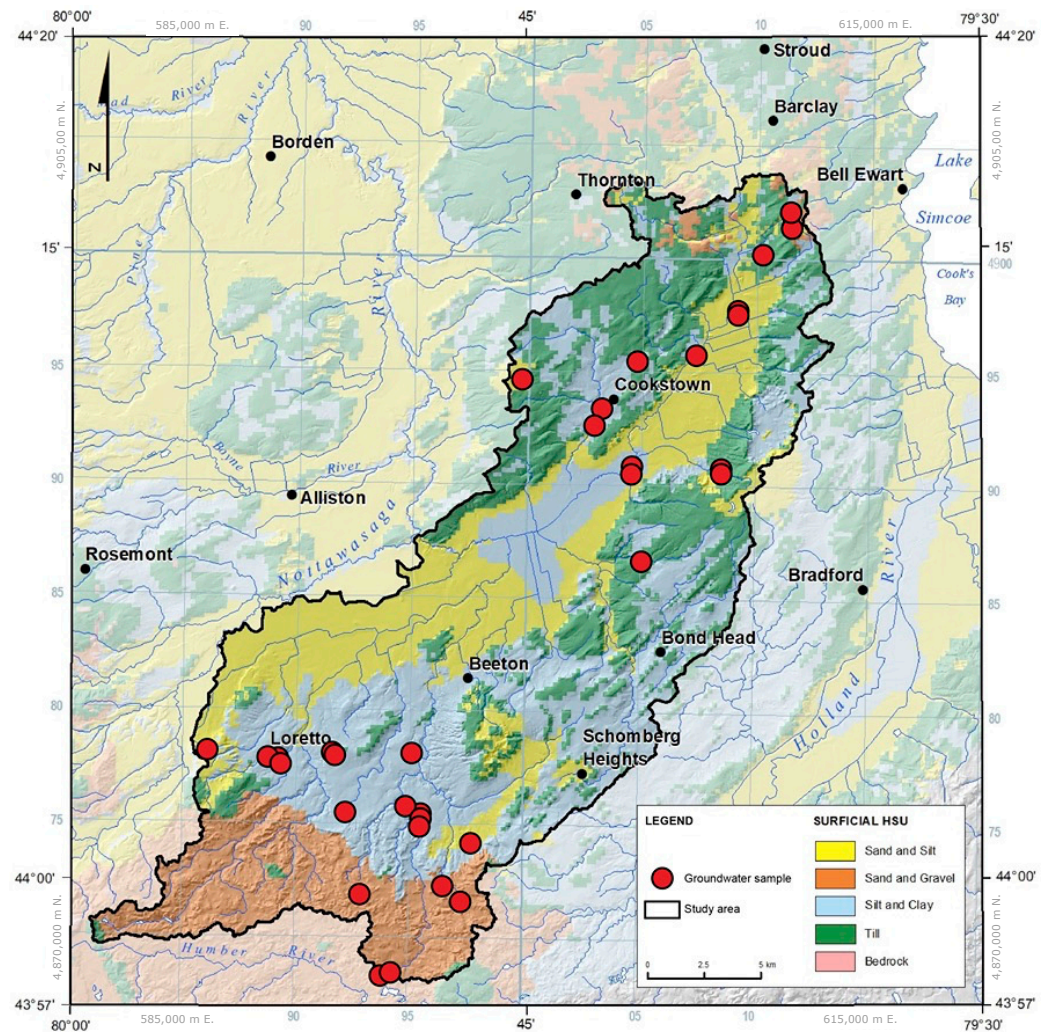 80°00'
585,000 m E.
90
95
45'
05
10
615,000 m E.
79°30'
44°20'
44°20'
Stroud
Mad River
River
4,905,00 m N.
4,905,00 m N.
Barclay
Borden
N
Lake
Simcoe
Thornton
Bell Ewart
Pine
River
15'
15'
4900
Cook's
Bay
95
95
Cookstown
Boyne River
90
90
Alliston
Nottawasaga
Rosemont
River
Bradford
85
85
Bond Head
Beeton
80
80
Holland
Loretto
Schomberg
Heights
75
75
LEGEND
SURFICIAL HSU
Sand and Silt
Groundwater sample
Sand and Gravel
Study area
Silt and Clay
Till
0 2.5 5 km
Bedrock
44°00'
44°00'
4,870,000 m N.
4,870,000 m N.
Humber River
43°57'
43°57'
80°00'
585,000 m E.
90
95
45'
05
10
615,000 m E.
79°30'